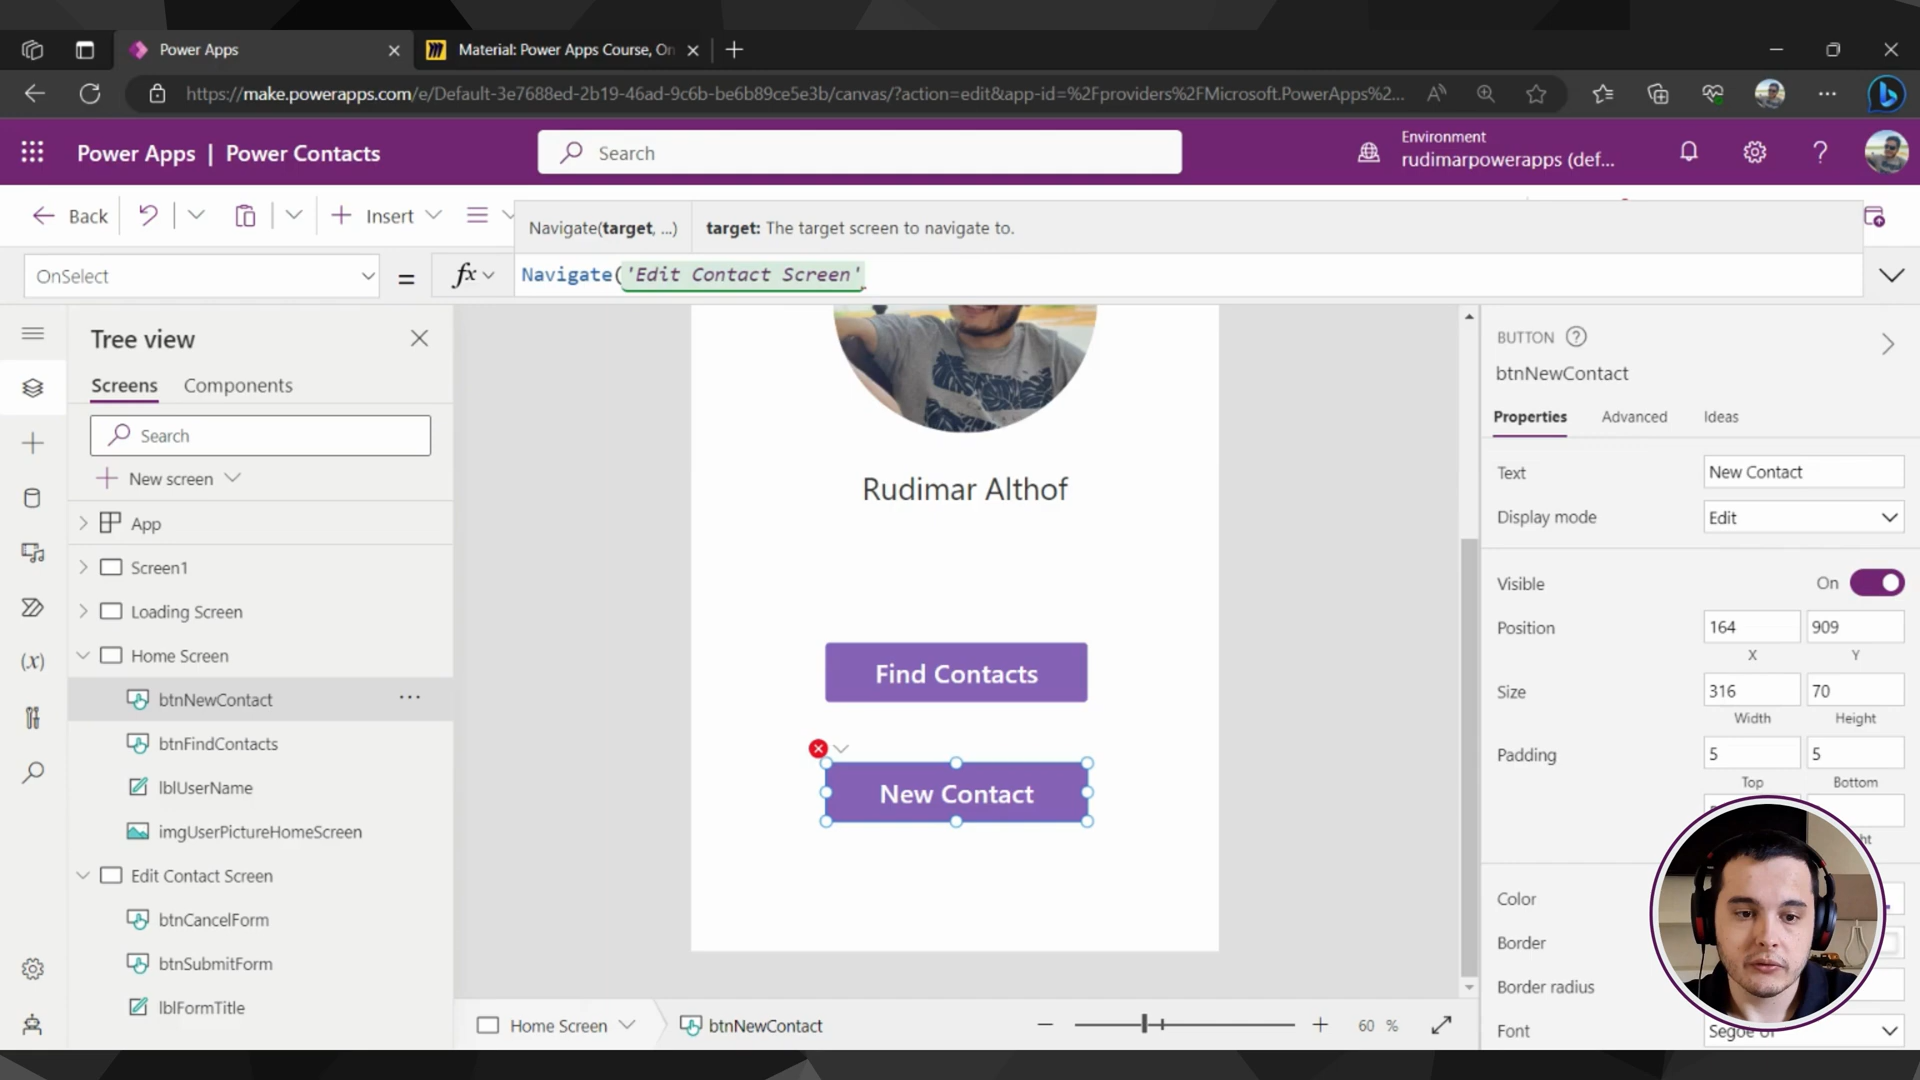 Power Apps
Material: Power Apps Course, On
https://make.powerapps.com/e/Default-3e7688ed-2b19-46ad-9c6b-be6b89ce5e3b/canvas/?action=edit&app-id=%2Fproviders%2FMicrosoft.PowerApps%2...
Power Apps | Power Contacts
Search
Environment
rudimarpowerapps (def...
Back
Insert
Navigate(target, ...)
target: The target screen to navigate to.
OnSelect
=
fx
Navigate('Edit Contact Screen'
Tree view
Screens
Components
Search
New screen
App
Screen1
Loading Screen
Home Screen
btnNewContact
btnFindContacts
lblUserName
imgUserPictureHomeScreen
Edit Contact Screen
btnCancelForm
btnSubmitForm
lblFormTitle
Rudimar Althof
Find Contacts
New Contact
Home Screen
btnNewContact
60 %
BUTTON
btnNewContact
Properties
Advanced
Ideas
Text
New Contact
Display mode
Edit
Visible
On
Position
164
909
X
Y
Size
316
70
Width
Height
Padding
5
5
Top
Bottom
Color
Border
Border radius
Font